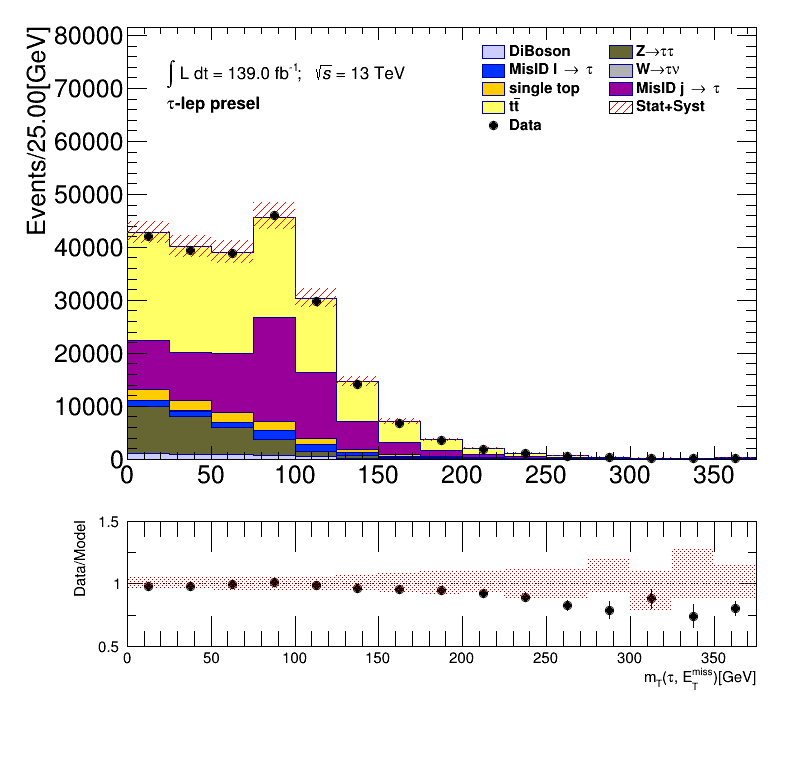 Events/25.00[GeV]
80000
70000
60000
50000
40000
30000
20000
10000
0
∫ L dt = 139.0 fb⁻¹; √s = 13 TeV
τ-lep presel
DiBoson Z→ττ
MisID l → τ W→τν
single top MisID j → τ
tt̄ Stat+Syst
Data
0 50 100 150 200 250 300 350
Data/Model
1.5
1
0.5
0 50 100 150 200 250 300 350
m_T(τ, E_T^miss)[GeV]